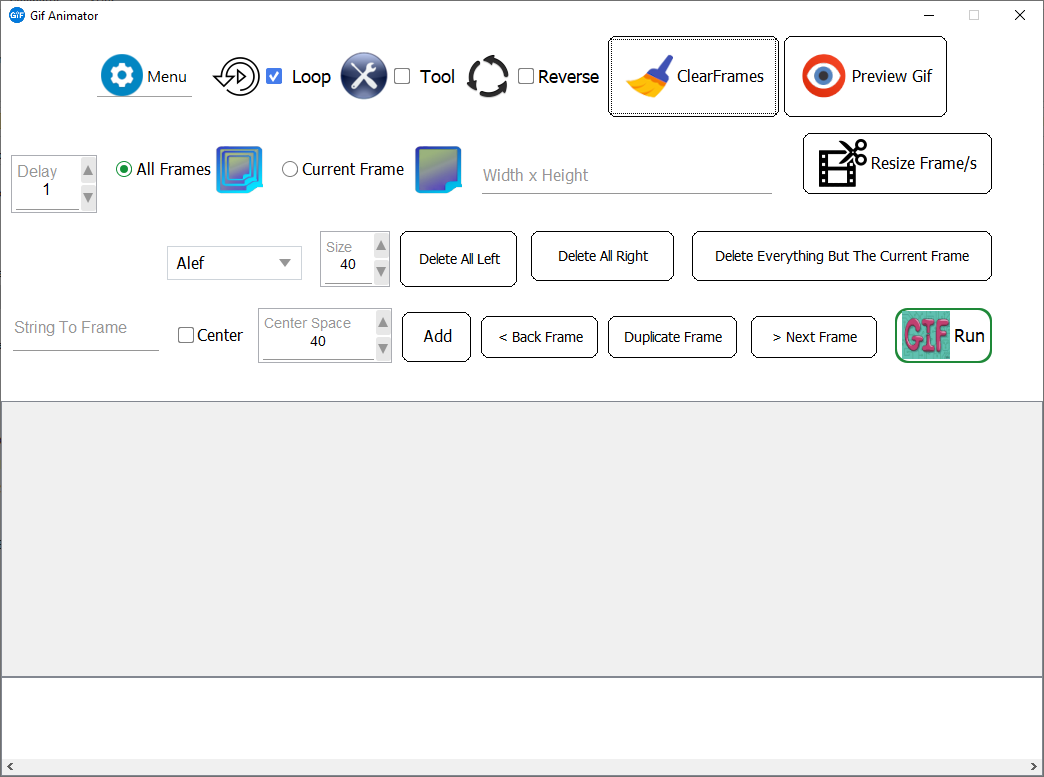 GIF Gif Animator
Menu Loop Tool Reverse ClearFrames Preview Gif
Delay
1
All Frames Current Frame Width x Height Resize Frame/s
Alef Size
40
Delete All Left Delete All Right Delete Everything But The Current Frame
String To Frame Center Center Space
40
Add < Back Frame Duplicate Frame > Next Frame GIF Run